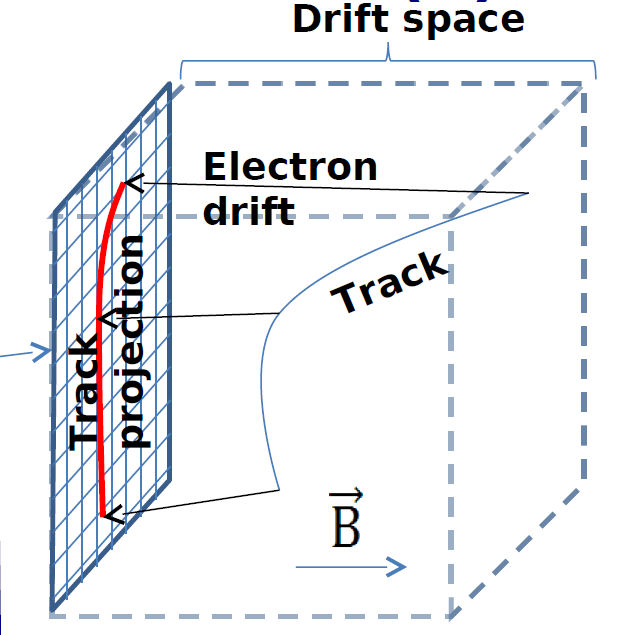 Drift space
Electron
drift
Track
Track
projection
B